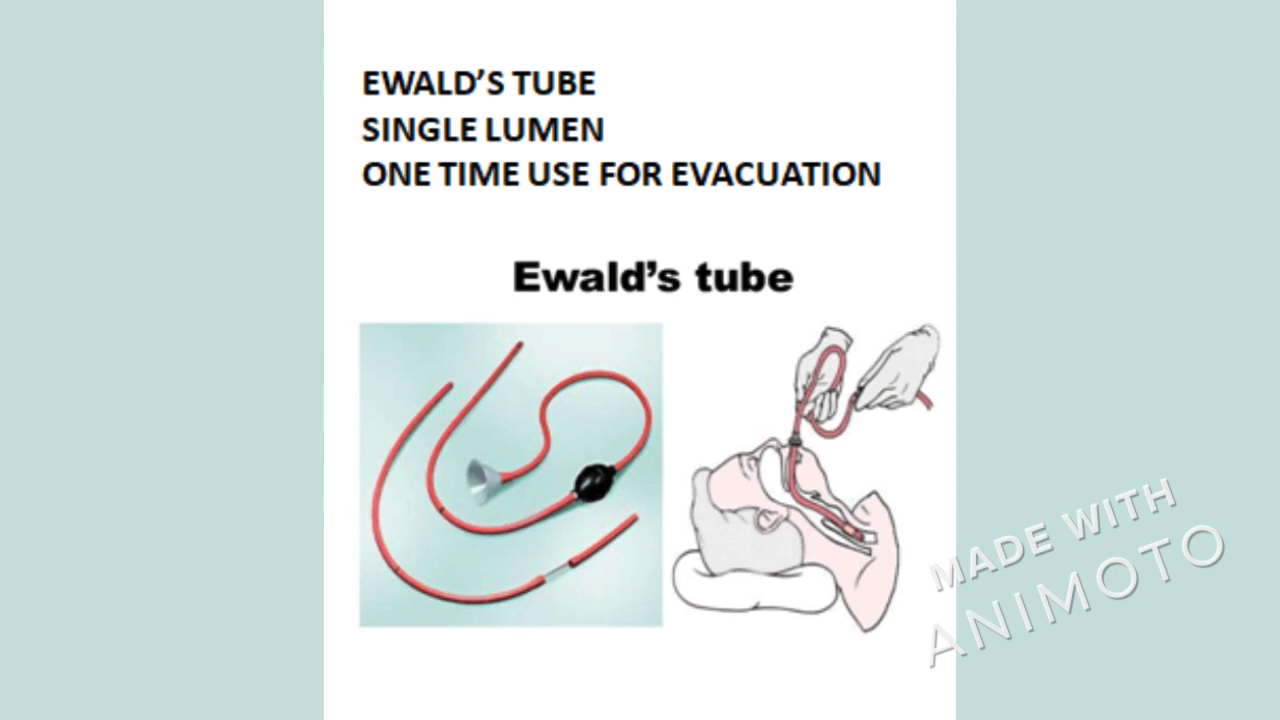 EWALD’S TUBE
SINGLE LUMEN
ONE TIME USE FOR EVACUATION
Ewald’s tube
MADE WITH
ANIMOTO